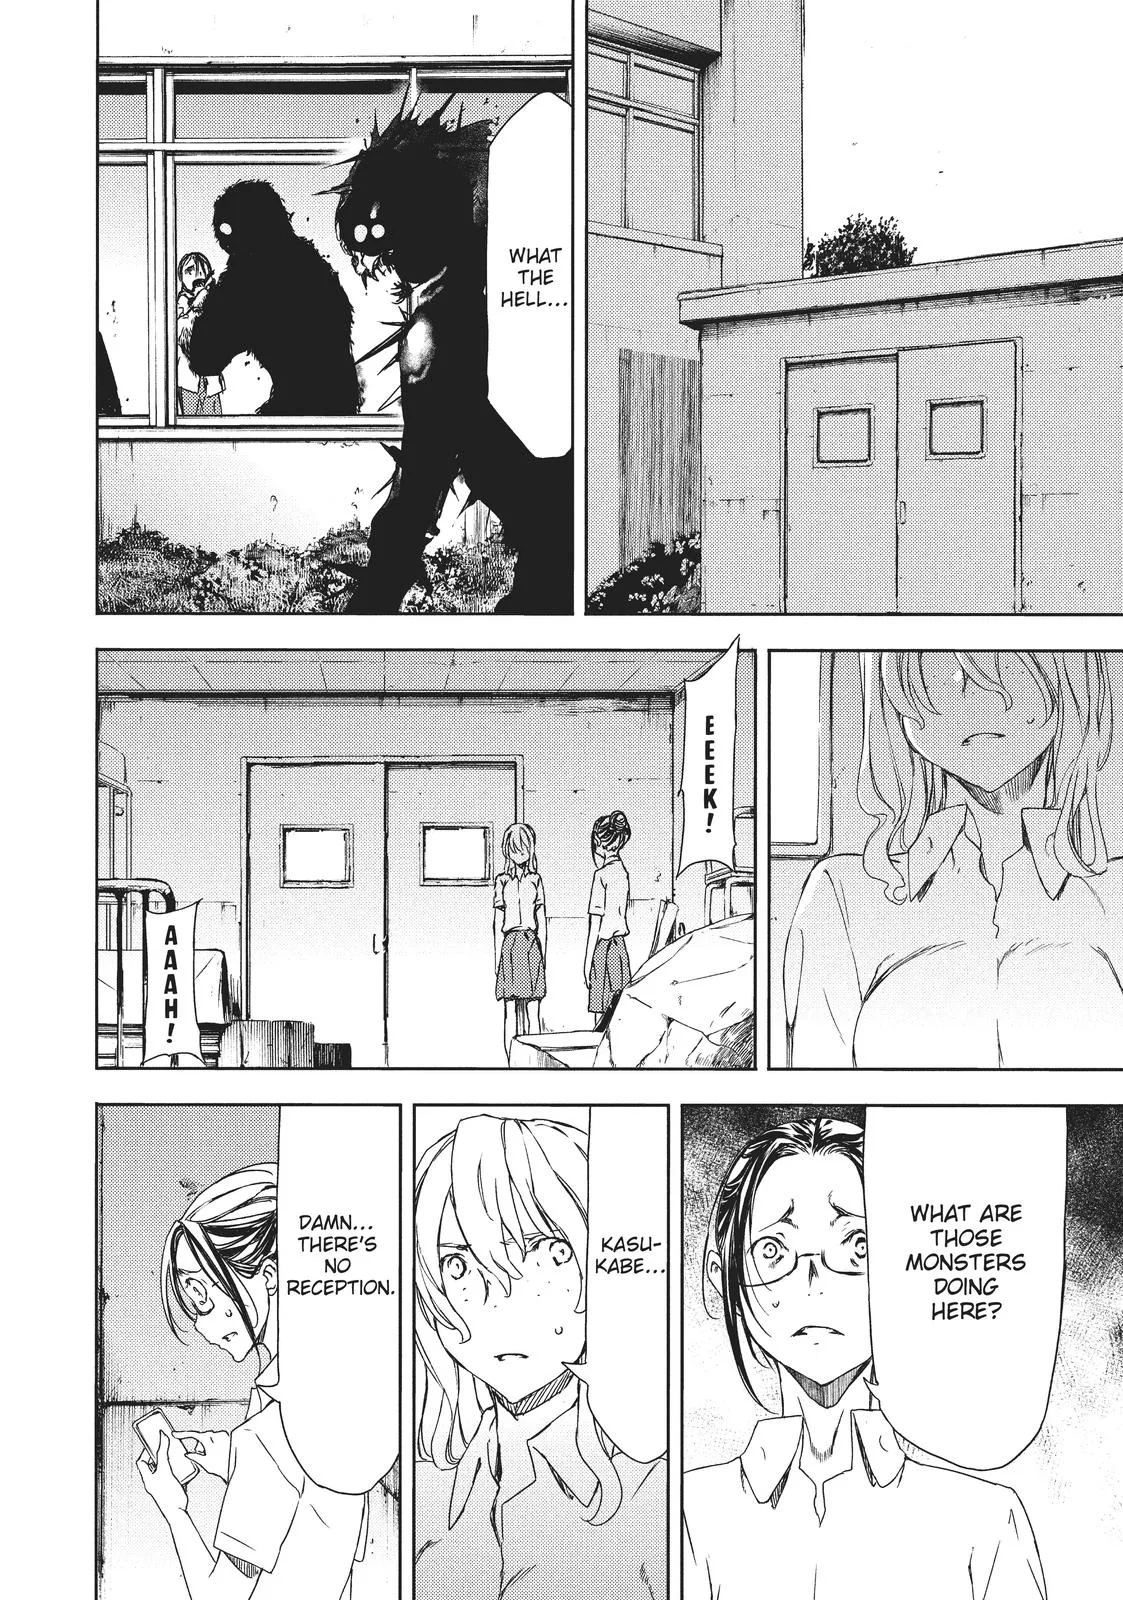 WHAT
THE
HELL...
EEEEK!
AAAH!
WHAT ARE
THOSE
MONSTERS
DOING
HERE?
KASU-
KABE...
DAMN...
THERE'S
NO
RECEPTION.